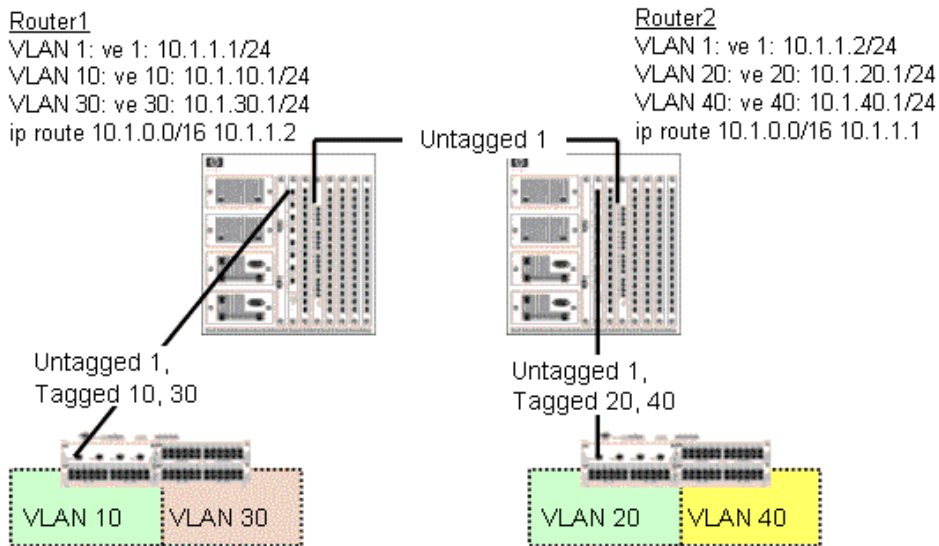 Router1
VLAN 1: ve 1: 10.1.1.1/24
VLAN 10: ve 10: 10.1.10.1/24
VLAN 30: ve 30: 10.1.30.1/24
ip route 10.1.0.0/16 10.1.1.2
Router2
VLAN 1: ve 1: 10.1.1.2/24
VLAN 20: ve 20: 10.1.20.1/24
VLAN 40: ve 40: 10.1.40.1/24
ip route 10.1.0.0/16 10.1.1.1
Untagged 1
Untagged 1,
Tagged 10, 30
Untagged 1,
Tagged 20, 40
VLAN 10
VLAN 30
VLAN 20
VLAN 40